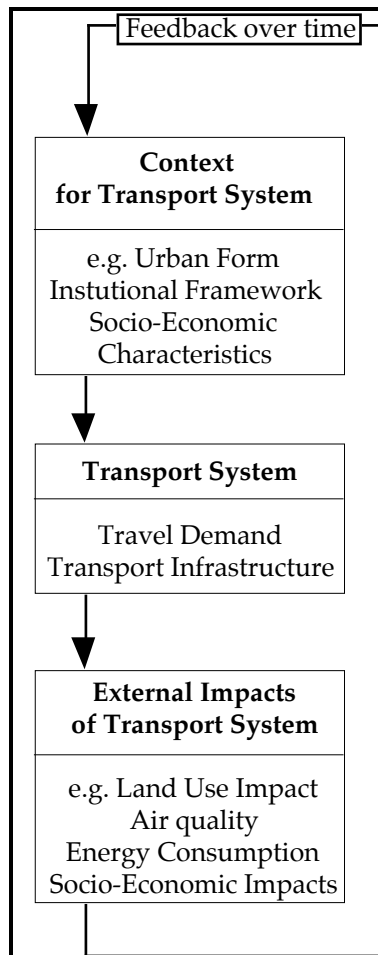 Feedback over time
Context
for Transport System
e.g. Urban Form
Instutional Framework
Socio-Economic
Characteristics
Transport System
Travel Demand
Transport Infrastructure
External Impacts
of Transport System
e.g. Land Use Impact
Air quality
Energy Consumption
Socio-Economic Impacts